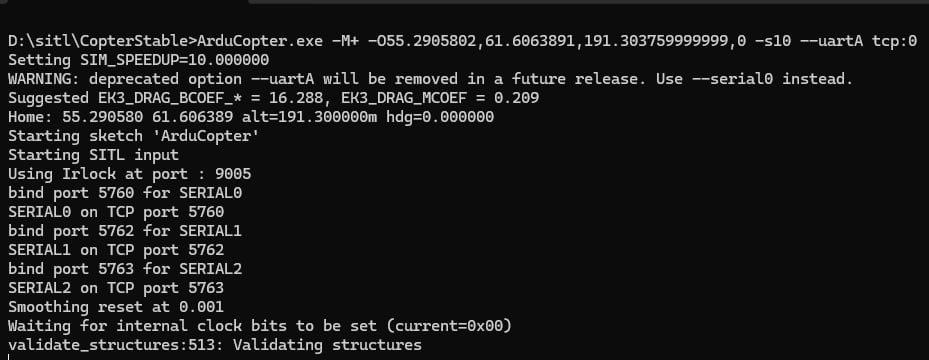 D:\sitl\CopterStable>ArduCopter.exe -M+ -O55.2905802,61.6063891,191.303759999999,0 -s10 --uartA tcp:0
Setting SIM_SPEEDUP=10.000000
WARNING: deprecated option --uartA will be removed in a future release. Use --serial0 instead.
Suggested EK3_DRAG_BCOEF_* = 16.288, EK3_DRAG_MCOEF = 0.209
Home: 55.290580 61.606389 alt=191.300000m hdg=0.000000
Starting sketch 'ArduCopter'
Starting SITL input
Using Irlock at port : 9005
bind port 5760 for SERIAL0
SERIAL0 on TCP port 5760
bind port 5762 for SERIAL1
SERIAL1 on TCP port 5762
bind port 5763 for SERIAL2
SERIAL2 on TCP port 5763
Smoothing reset at 0.001
Waiting for internal clock bits to be set (current=0x00)
validate_structures:513: Validating structures